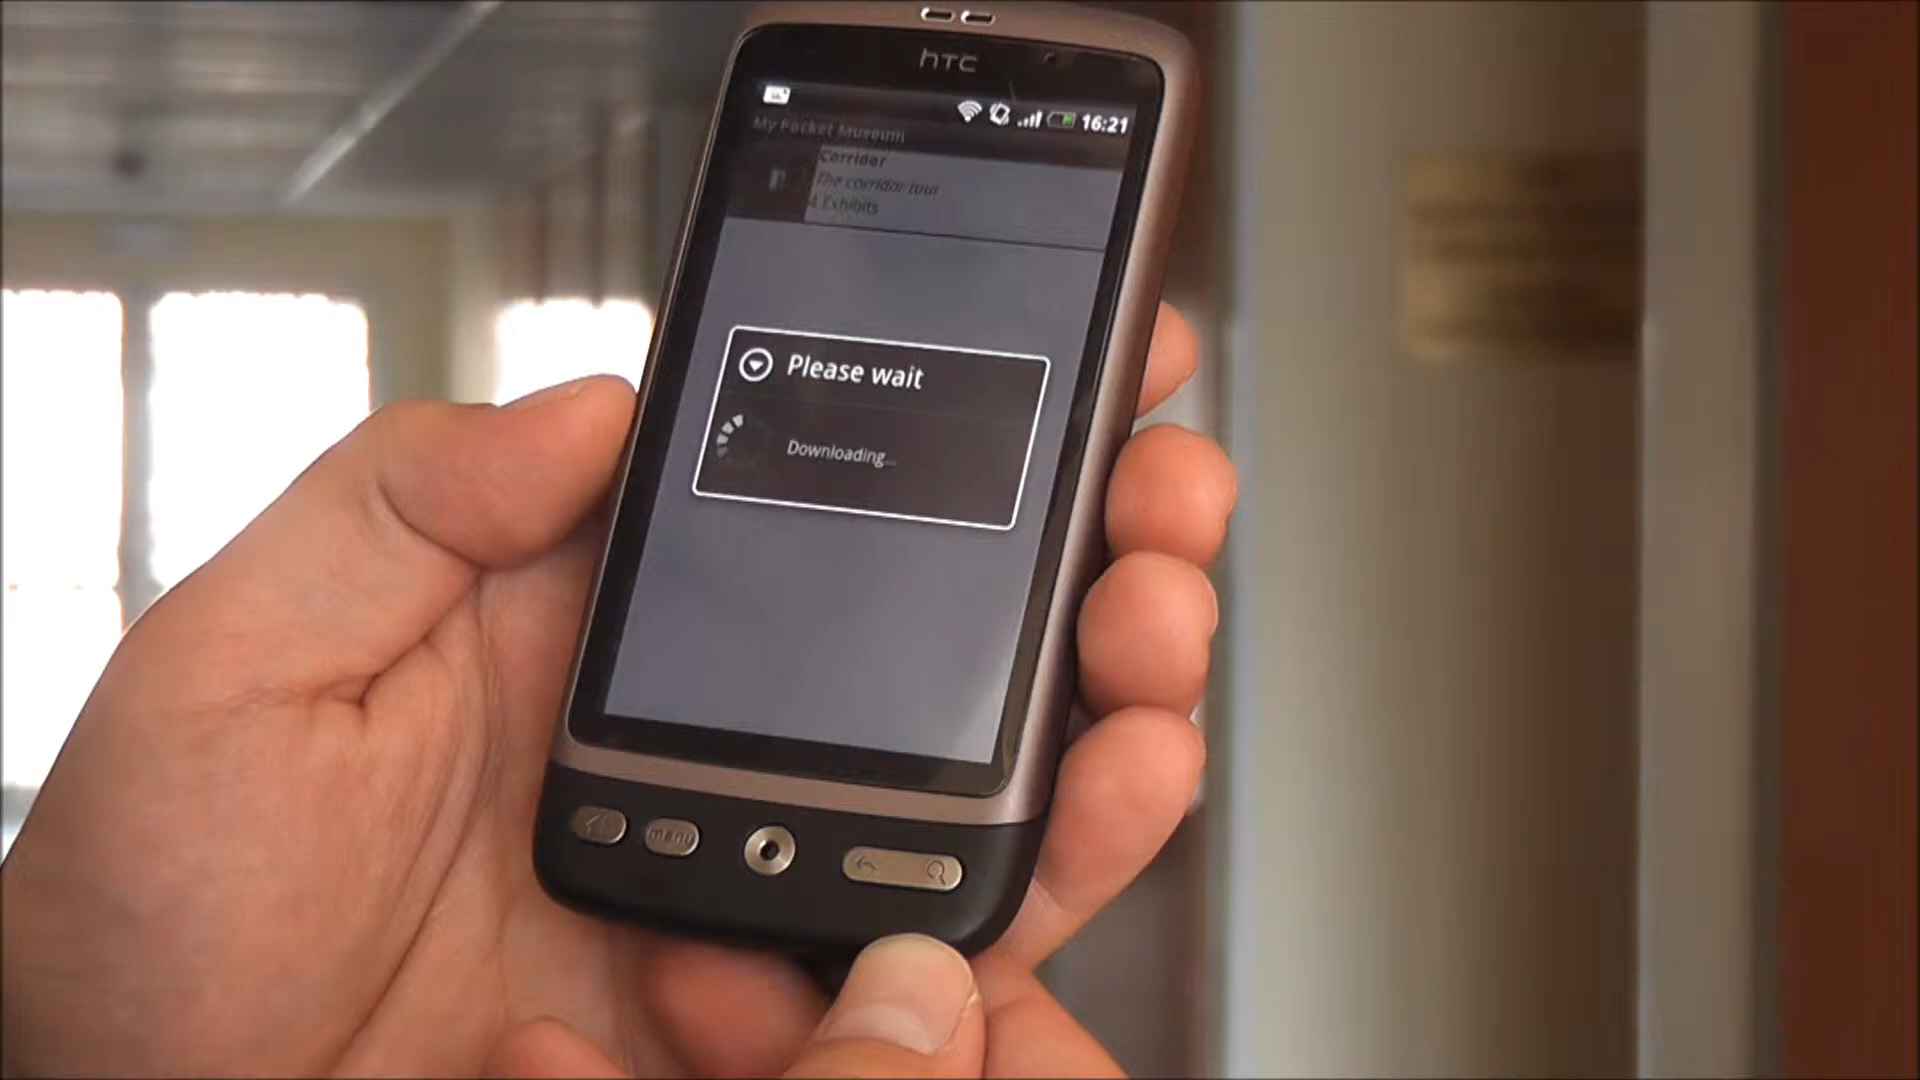 hTC
16:21
My Pocket Museum
Corridor
The corridor tour
4 Exhibits
Please wait
Downloading...
menu